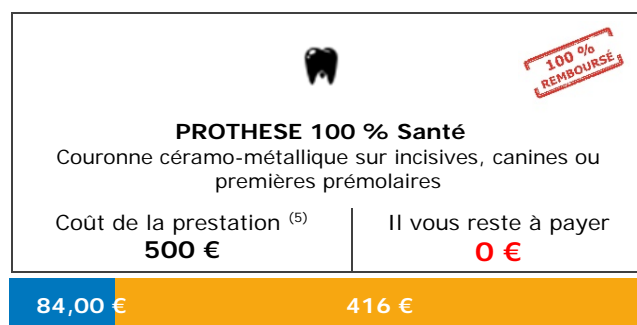 100 %
REMBOURSÉ
PROTHESE 100 % Santé
Couronne céramo-métallique sur incisives, canines ou
premières prémolaires
Coût de la prestation (5)
500 €
Il vous reste à payer
0 €
84,00 €
416 €